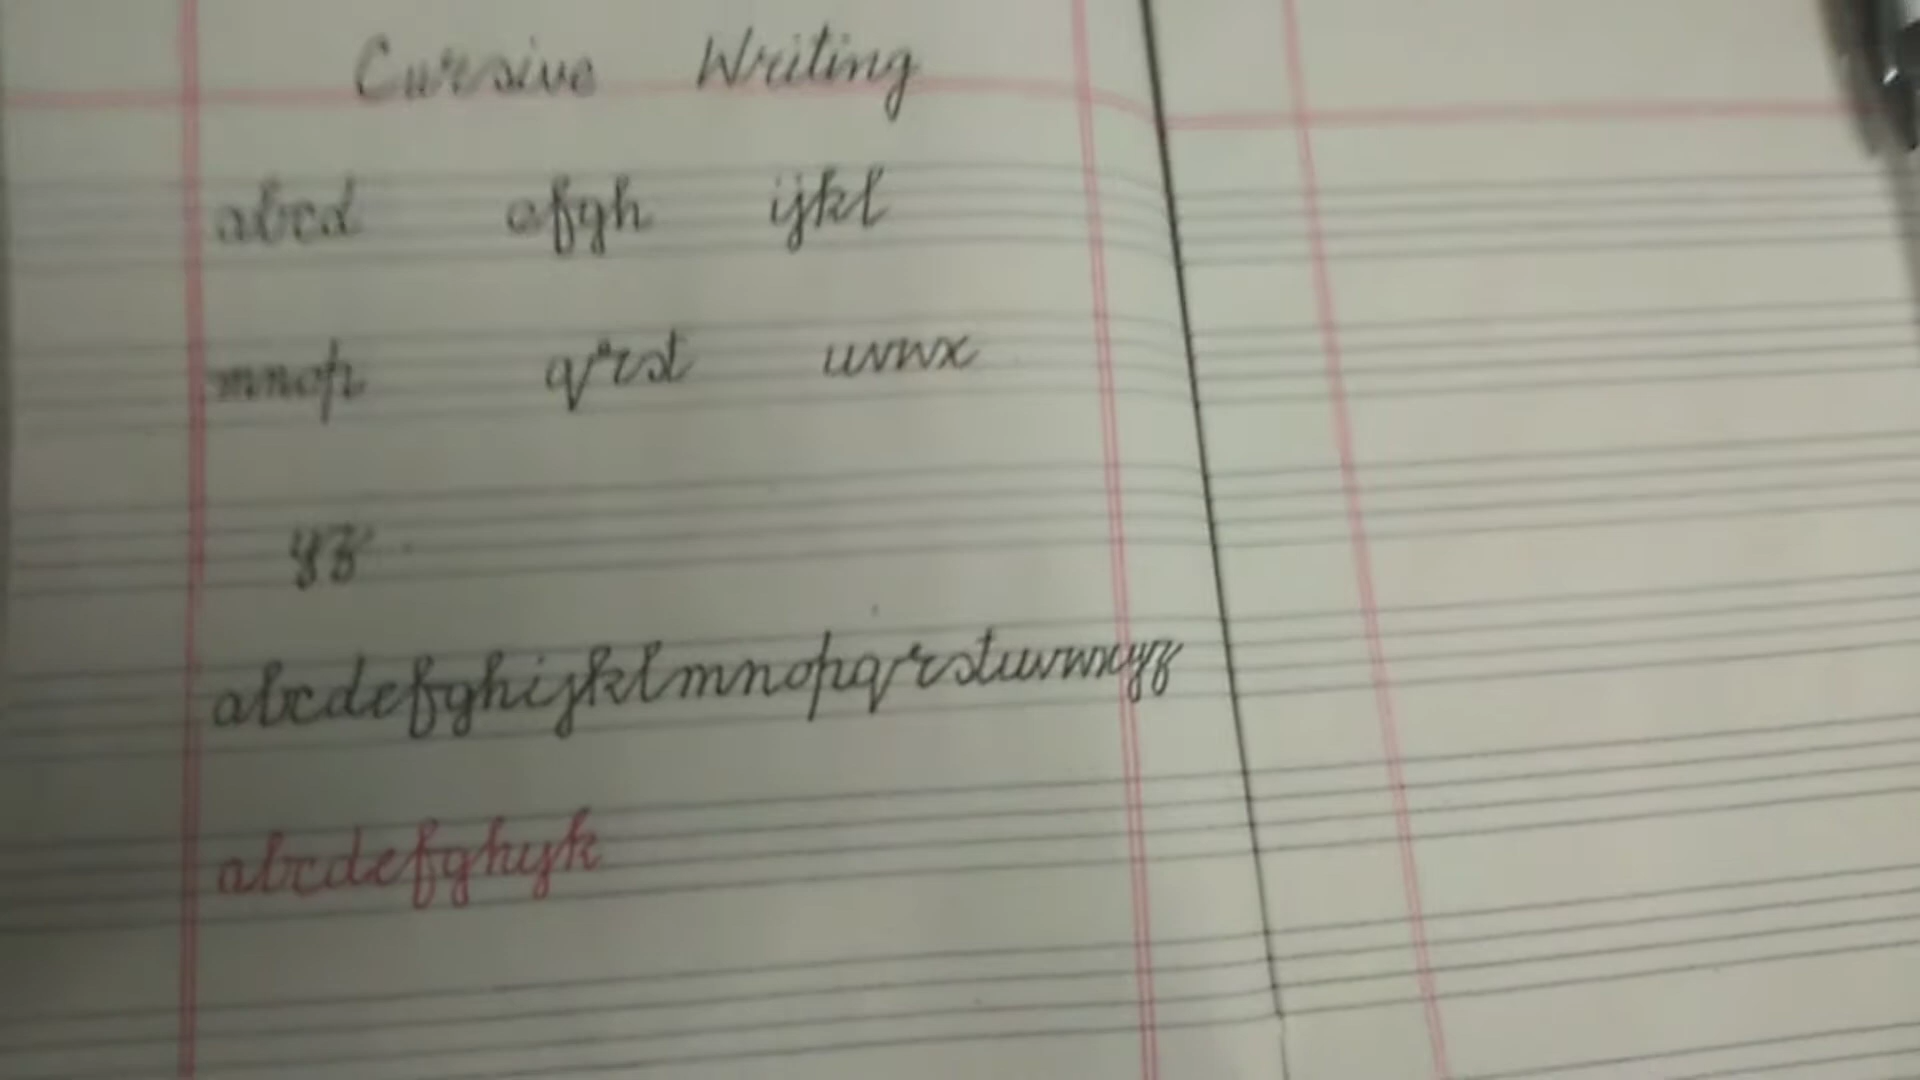 Cursive Writing
abcd efgh ijkl
mnop qrst uvwx
yz
abcdefghijklmnopqrstuvwxyz
abcdefghijk